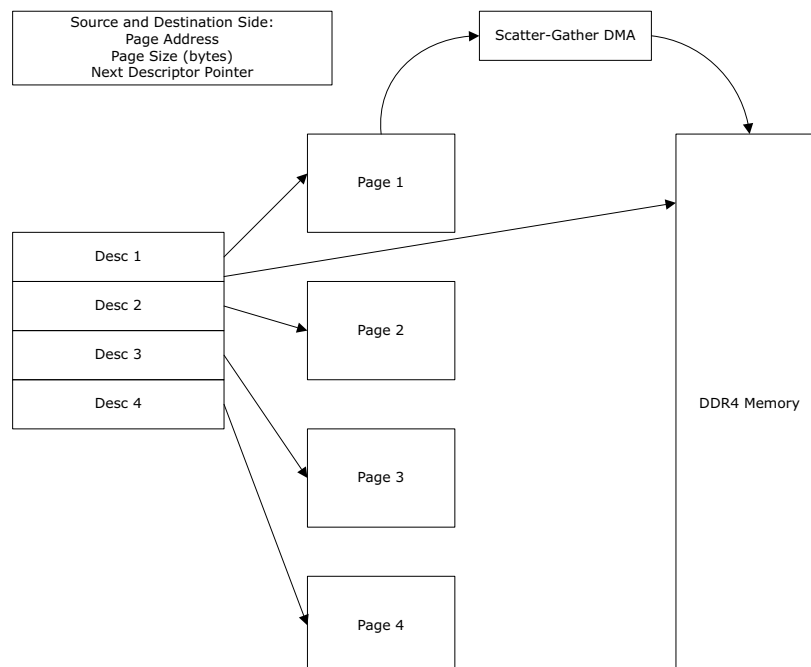 Source and Destination Side:
Page Address
Page Size (bytes)
Next Descriptor Pointer
Scatter-Gather DMA
Page 1
Desc 1
Desc 2
Page 2
Desc 3
Desc 4
DDR4 Memory
Page 3
Page 4